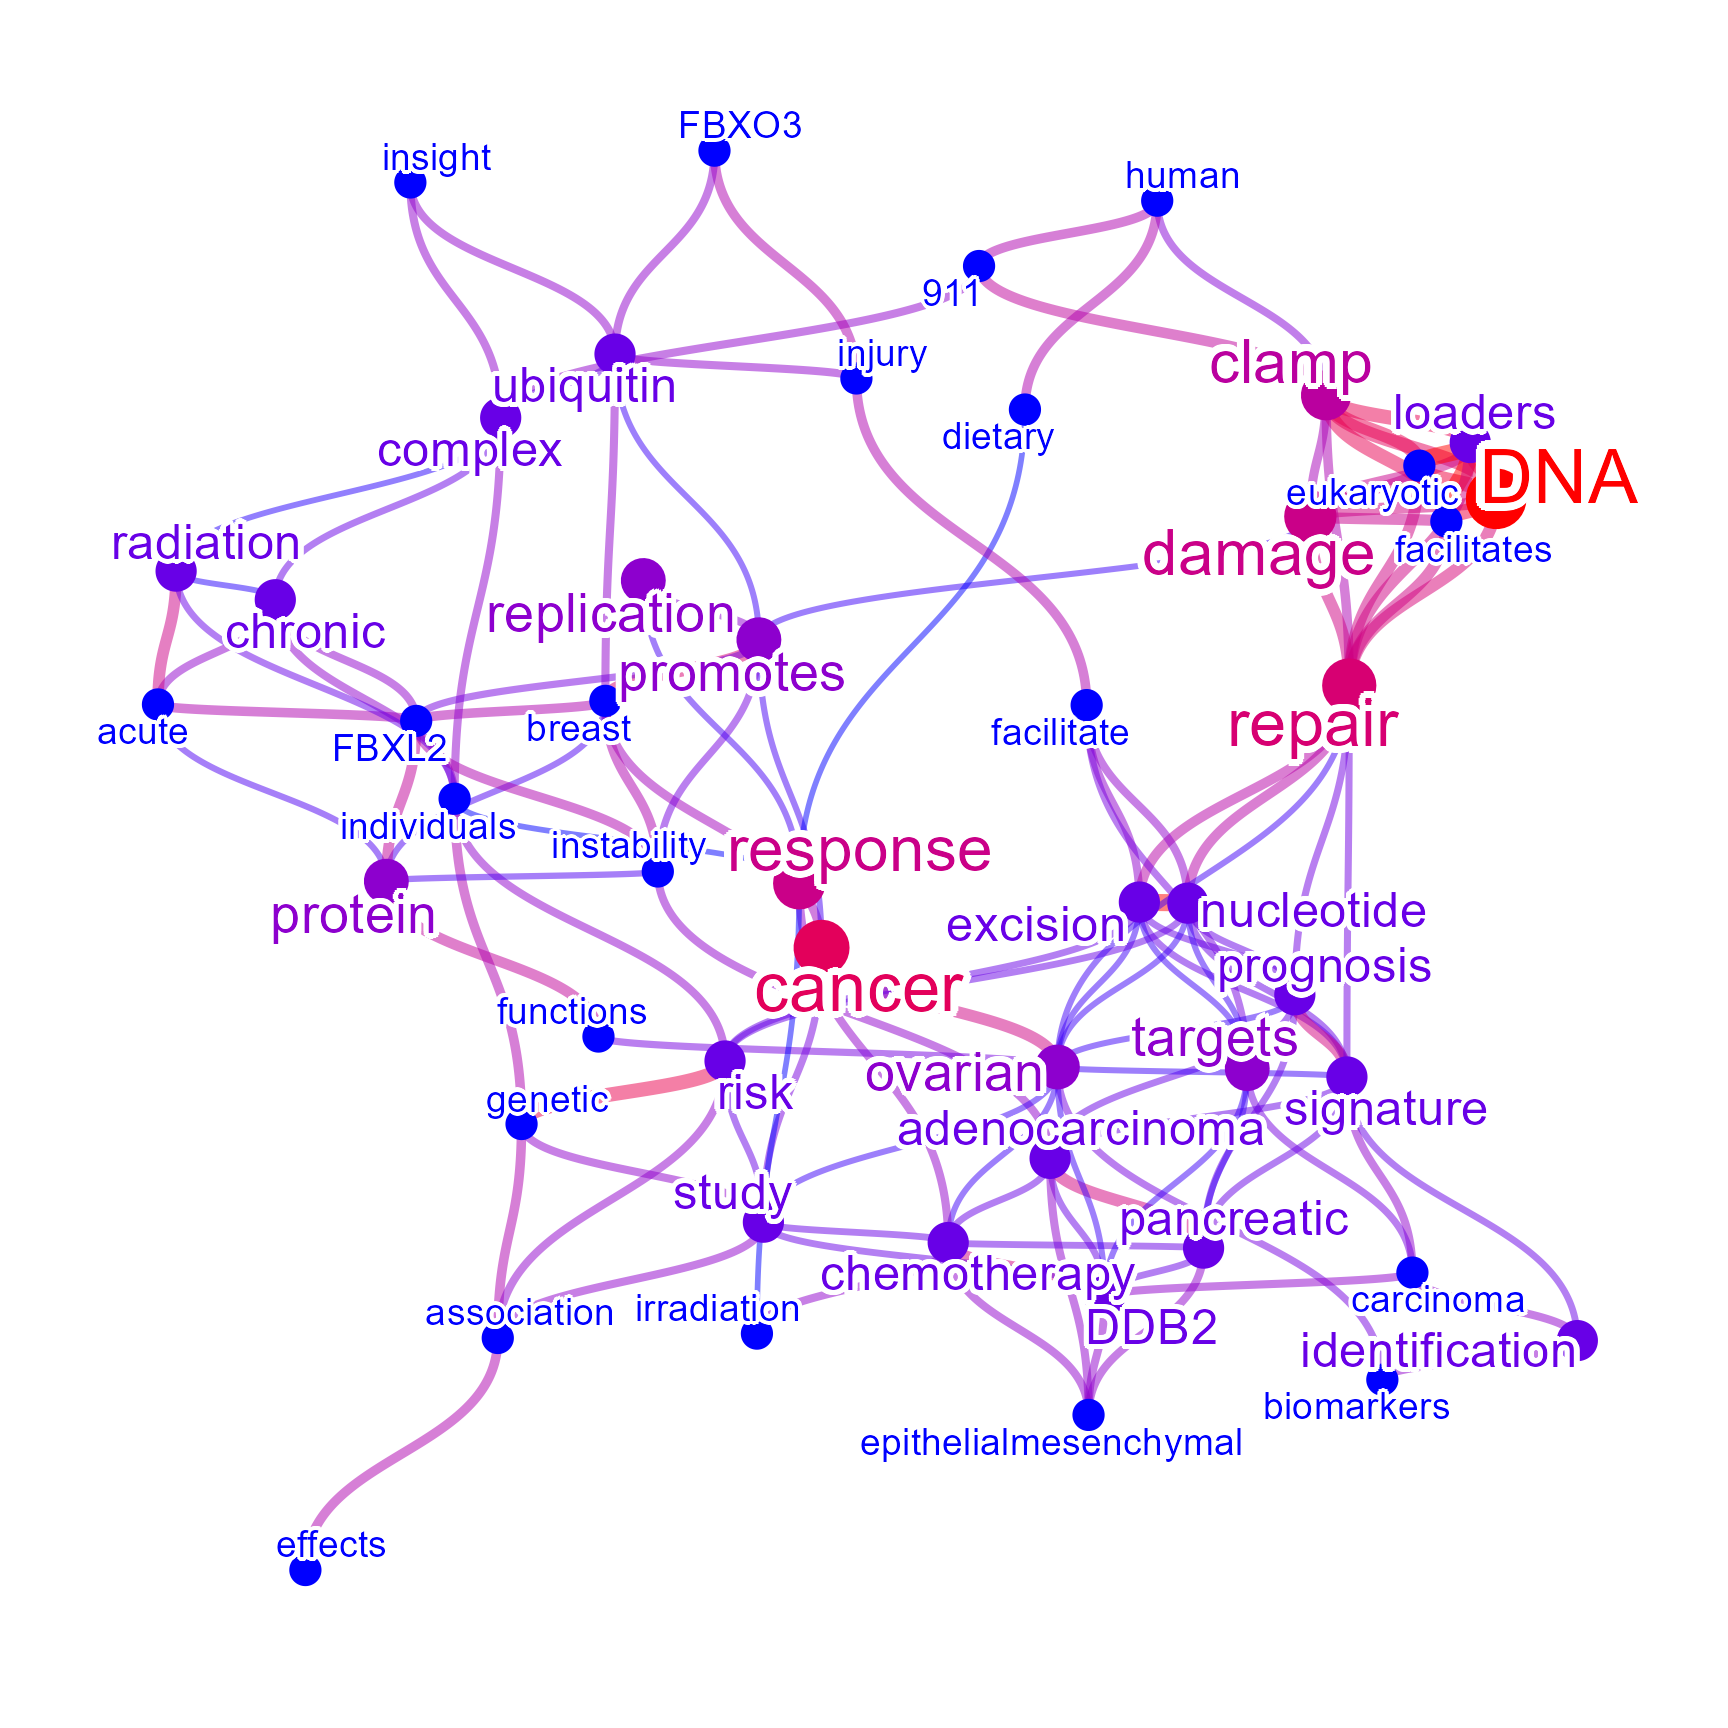 FBXO3
insight
human
911
injury
clamp
ubiquitin
loaders
dietary
complex
DNA
eukaryotic
radiation
damage
facilitates
replication
chronic
promotes
repair
acute
breast
facilitate
FBXL2
individuals
instability
response
protein
excision
nucleotide
prognosis
cancer
functions
targets
ovarian
risk
genetic
signature
adenocarcinoma
study
pancreatic
chemotherapy
association
irradiation
carcinoma
DDB2
identification
biomarkers
epithelialmesenchymal
effects